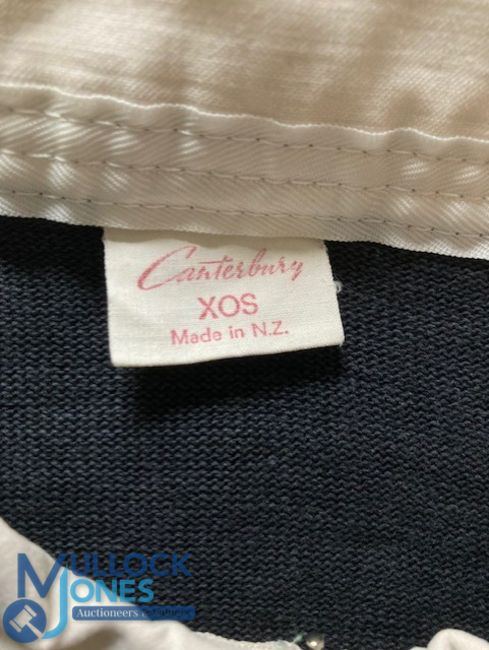 Canterbury
XOS
Made in N.Z.
MULLOCK
JONES
Auctioneers & Valuers